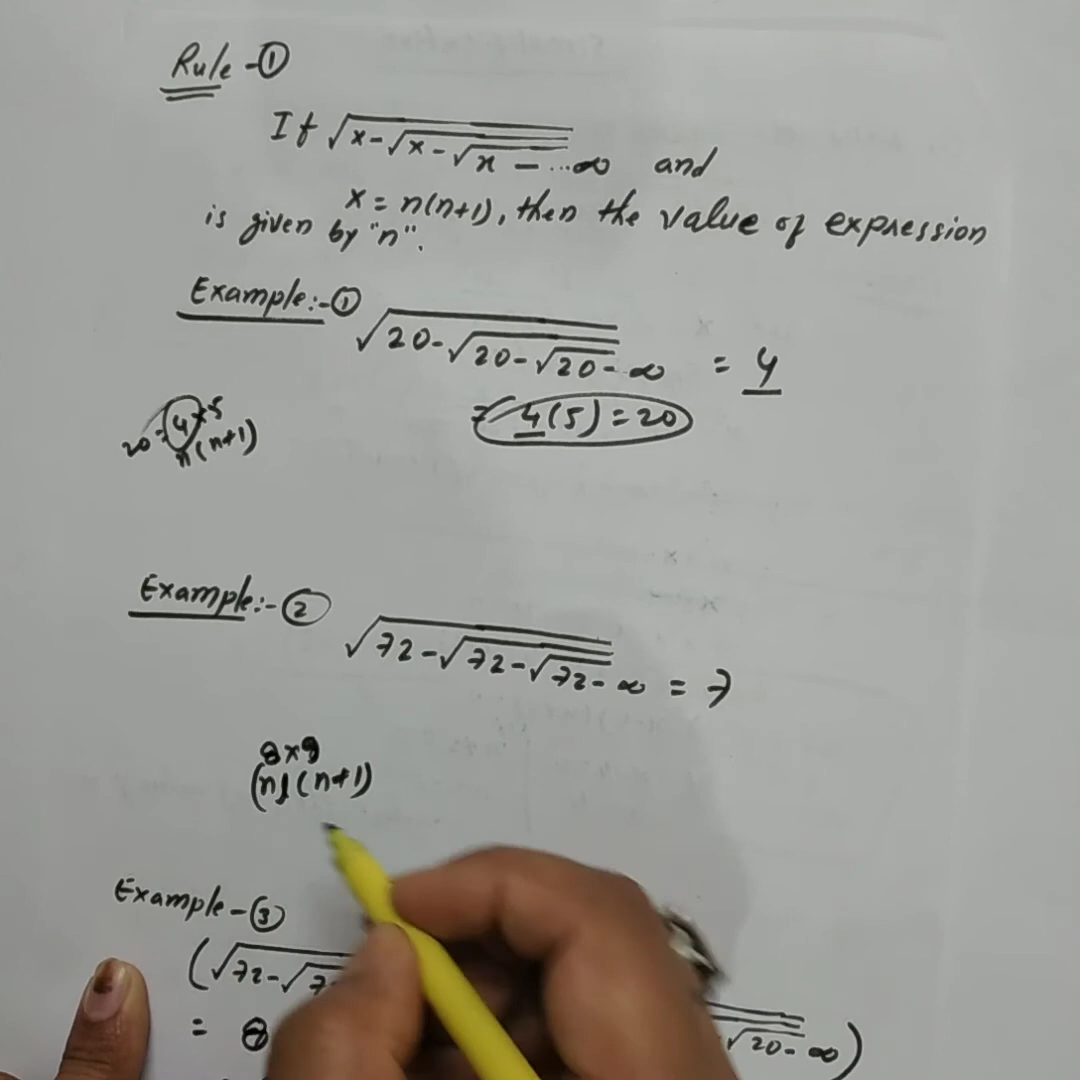 Rule-①
If √x-√x-√x-...∞ and
x = n(n+1), then the value of expression
is given by "n".
Example:-①
√20-√20-√20-∞ = 4
= 4(5)=20
4×5
20= n(n+1)
Example:-②
√72-√72-√72-∞ = 7
8×9
(n)(n+1)
Example-③
(√72-√7
√20-∞)
= 8